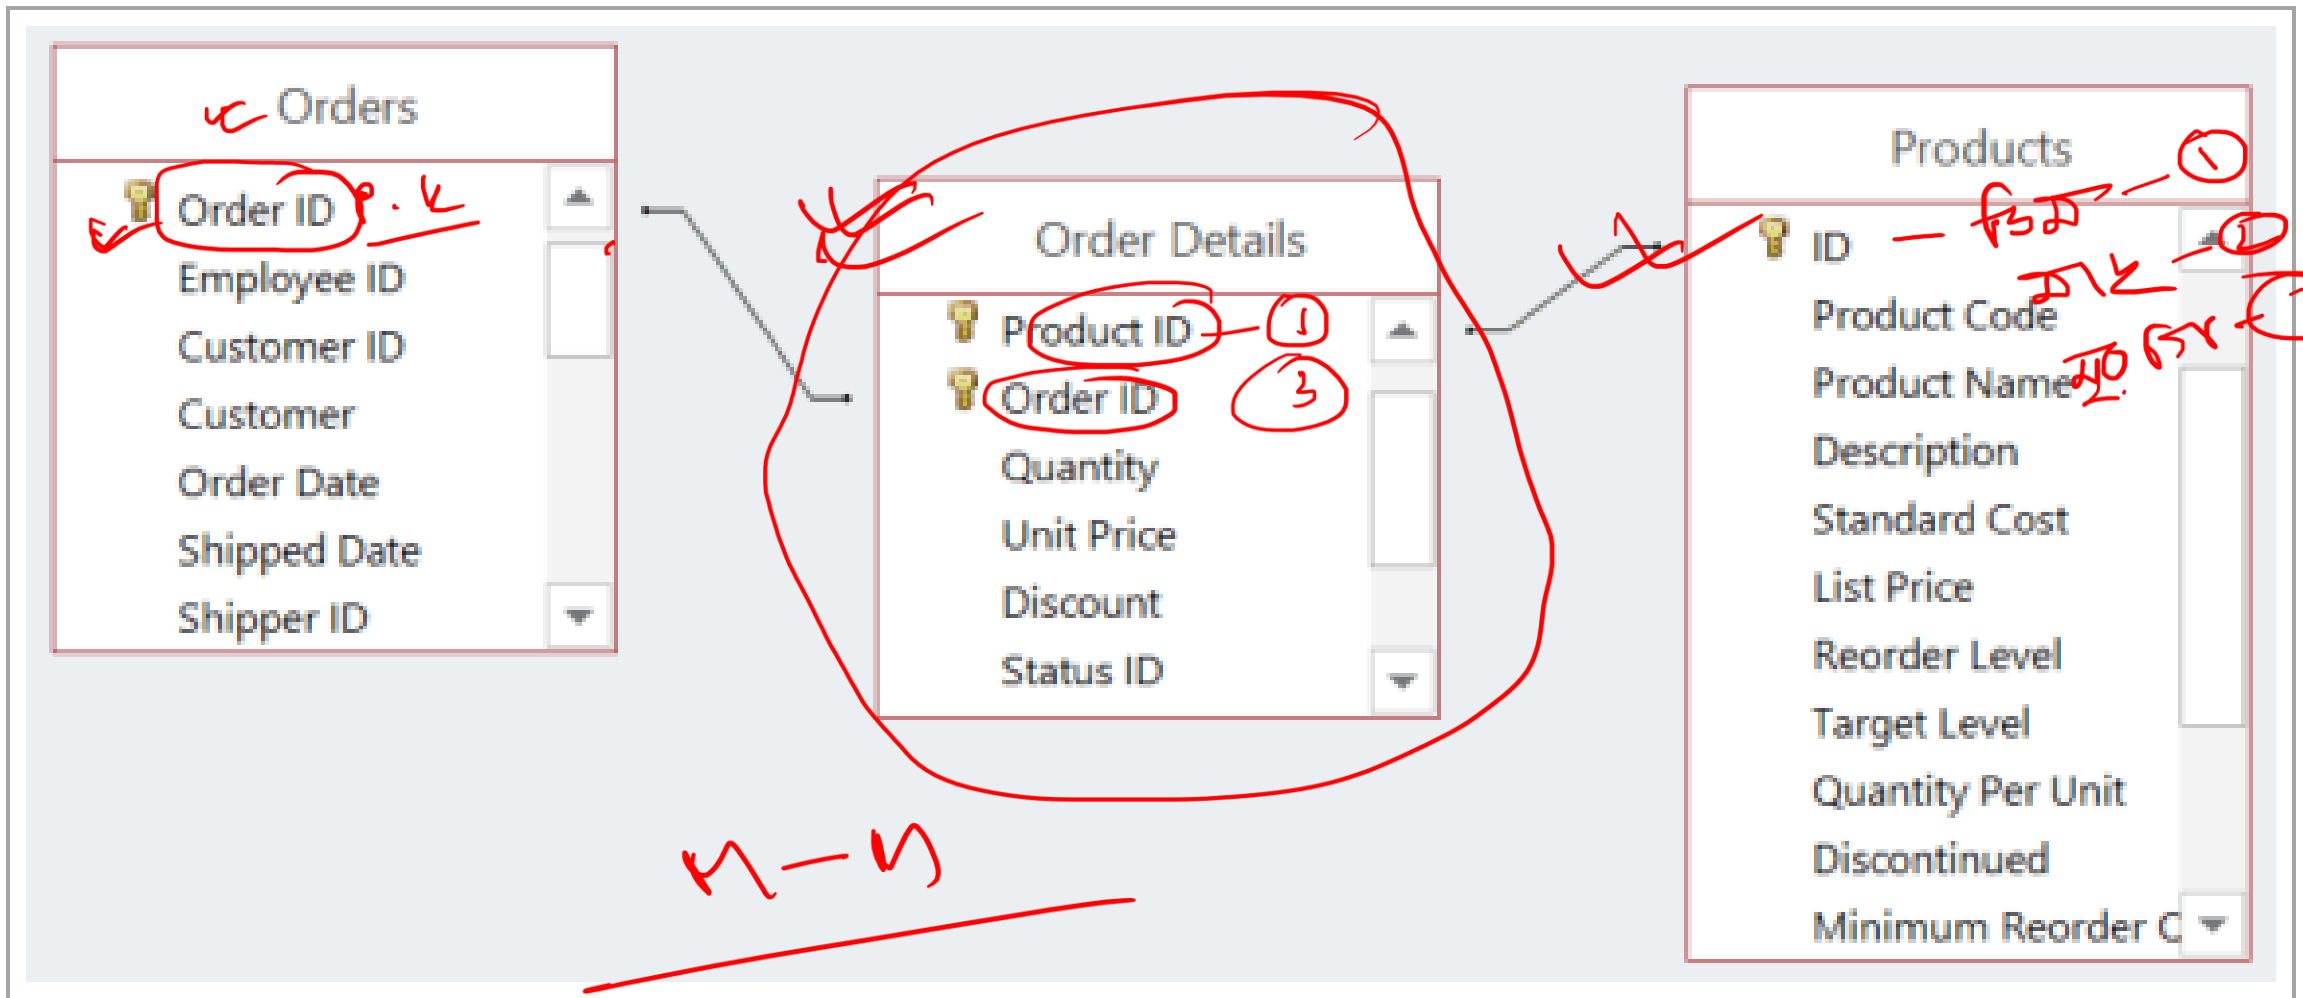 Orders
Order ID P.K
Employee ID
Customer ID
Customer
Order Date
Shipped Date
Shipper ID
Order Details
Product ID — 1
Order ID 3
Quantity
Unit Price
Discount
Status ID
Products
ID — 1
Product Code 2
Product Name
Description
Standard Cost
List Price
Reorder Level
Target Level
Quantity Per Unit
Discontinued
Minimum Reorder
M — M